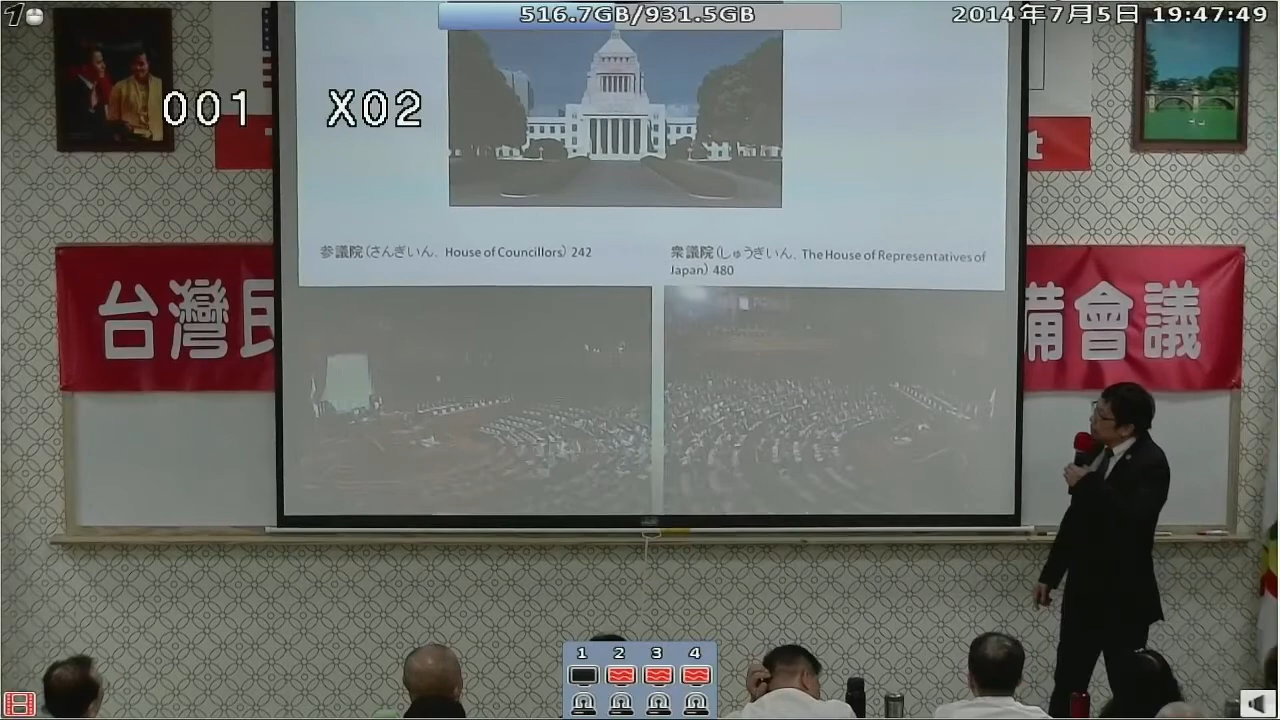 1
516.7GB/931.5GB
2014年7月5日 19:47:49
001 X02
t
参議院(さんぎいん, House of Councillors) 242
衆議院(しゅうぎいん, The House of Representatives of
Japan) 480
台灣民
備會議
1 2 3 4